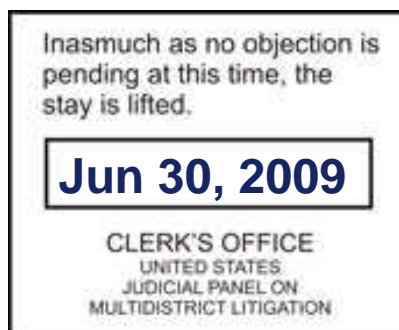 Inasmuch as no objection is
pending at this time, the
stay is lifted.
Jun 30, 2009
CLERK'S OFFICE
UNITED STATES
JUDICIAL PANEL ON
MULTIDISTRICT LITIGATION